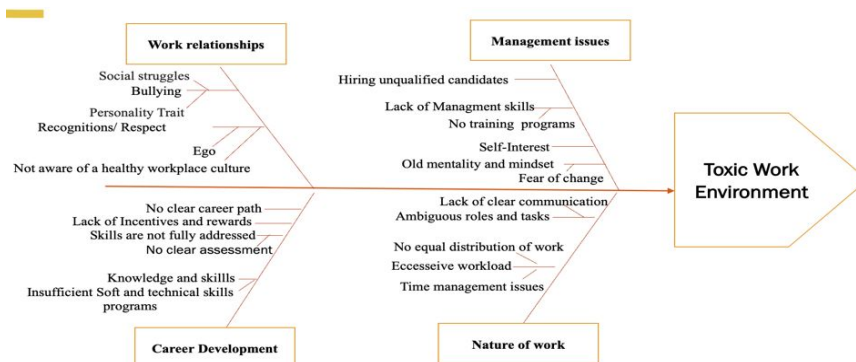 Work relationships
Social struggles
Bullying
Personality Trait
Recognitions/ Respect
Ego
Not aware of a healthy workplace culture
Management issues
Hiring unqualified candidates
Lack of Managment skills
No training programs
Self-Interest
Old mentality and mindset
Fear of change
Toxic Work
Environment
No clear career path
Lack of Incentives and rewards
Skills are not fully addressed
No clear assessment
Knowledge and skillls
Insufficient Soft and technical skills
programs
Career Development
Lack of clear communication
Ambiguous roles and tasks
No equal distribution of work
Eccesseive workload
Time management issues
Nature of work